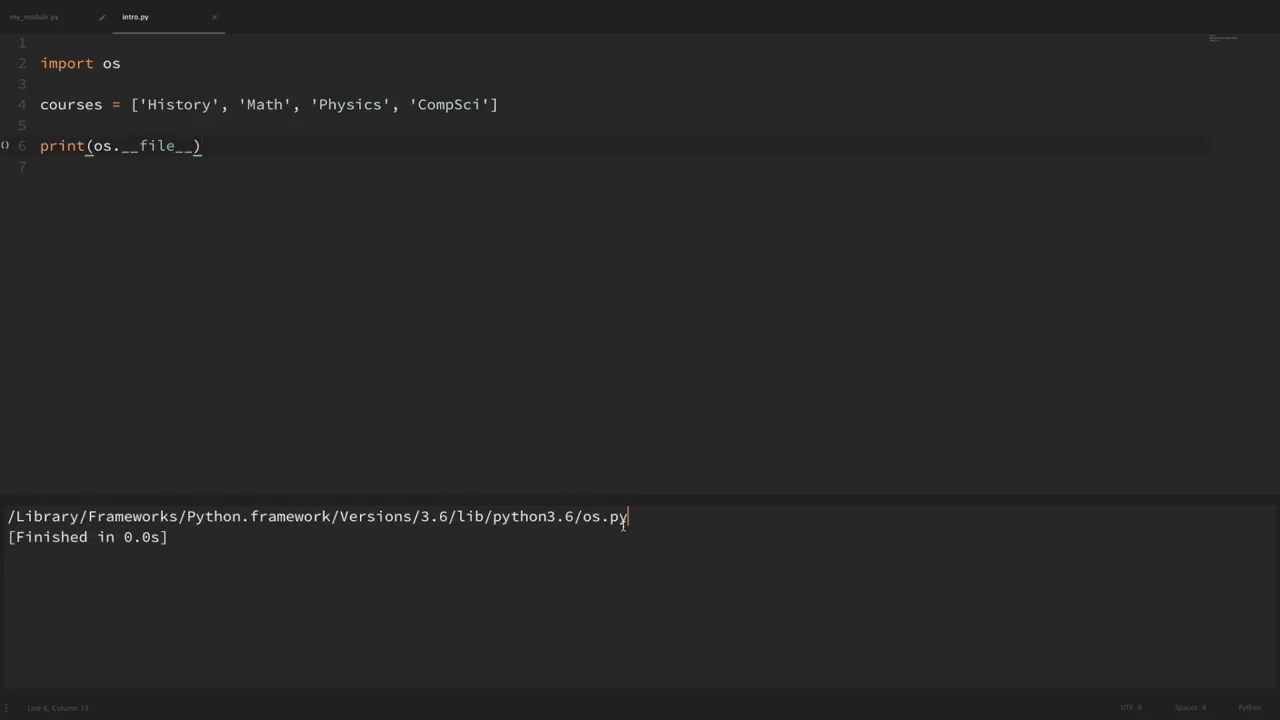 my_module.py intro.py ×
1
2 import os
3
4 courses = ['History', 'Math', 'Physics', 'CompSci']
5
() 6 print(os.__file__)
7
/Library/Frameworks/Python.framework/Versions/3.6/lib/python3.6/os.py
[Finished in 0.0s]
Line 6, Column 13 UTF-8 Spaces: 4 Python